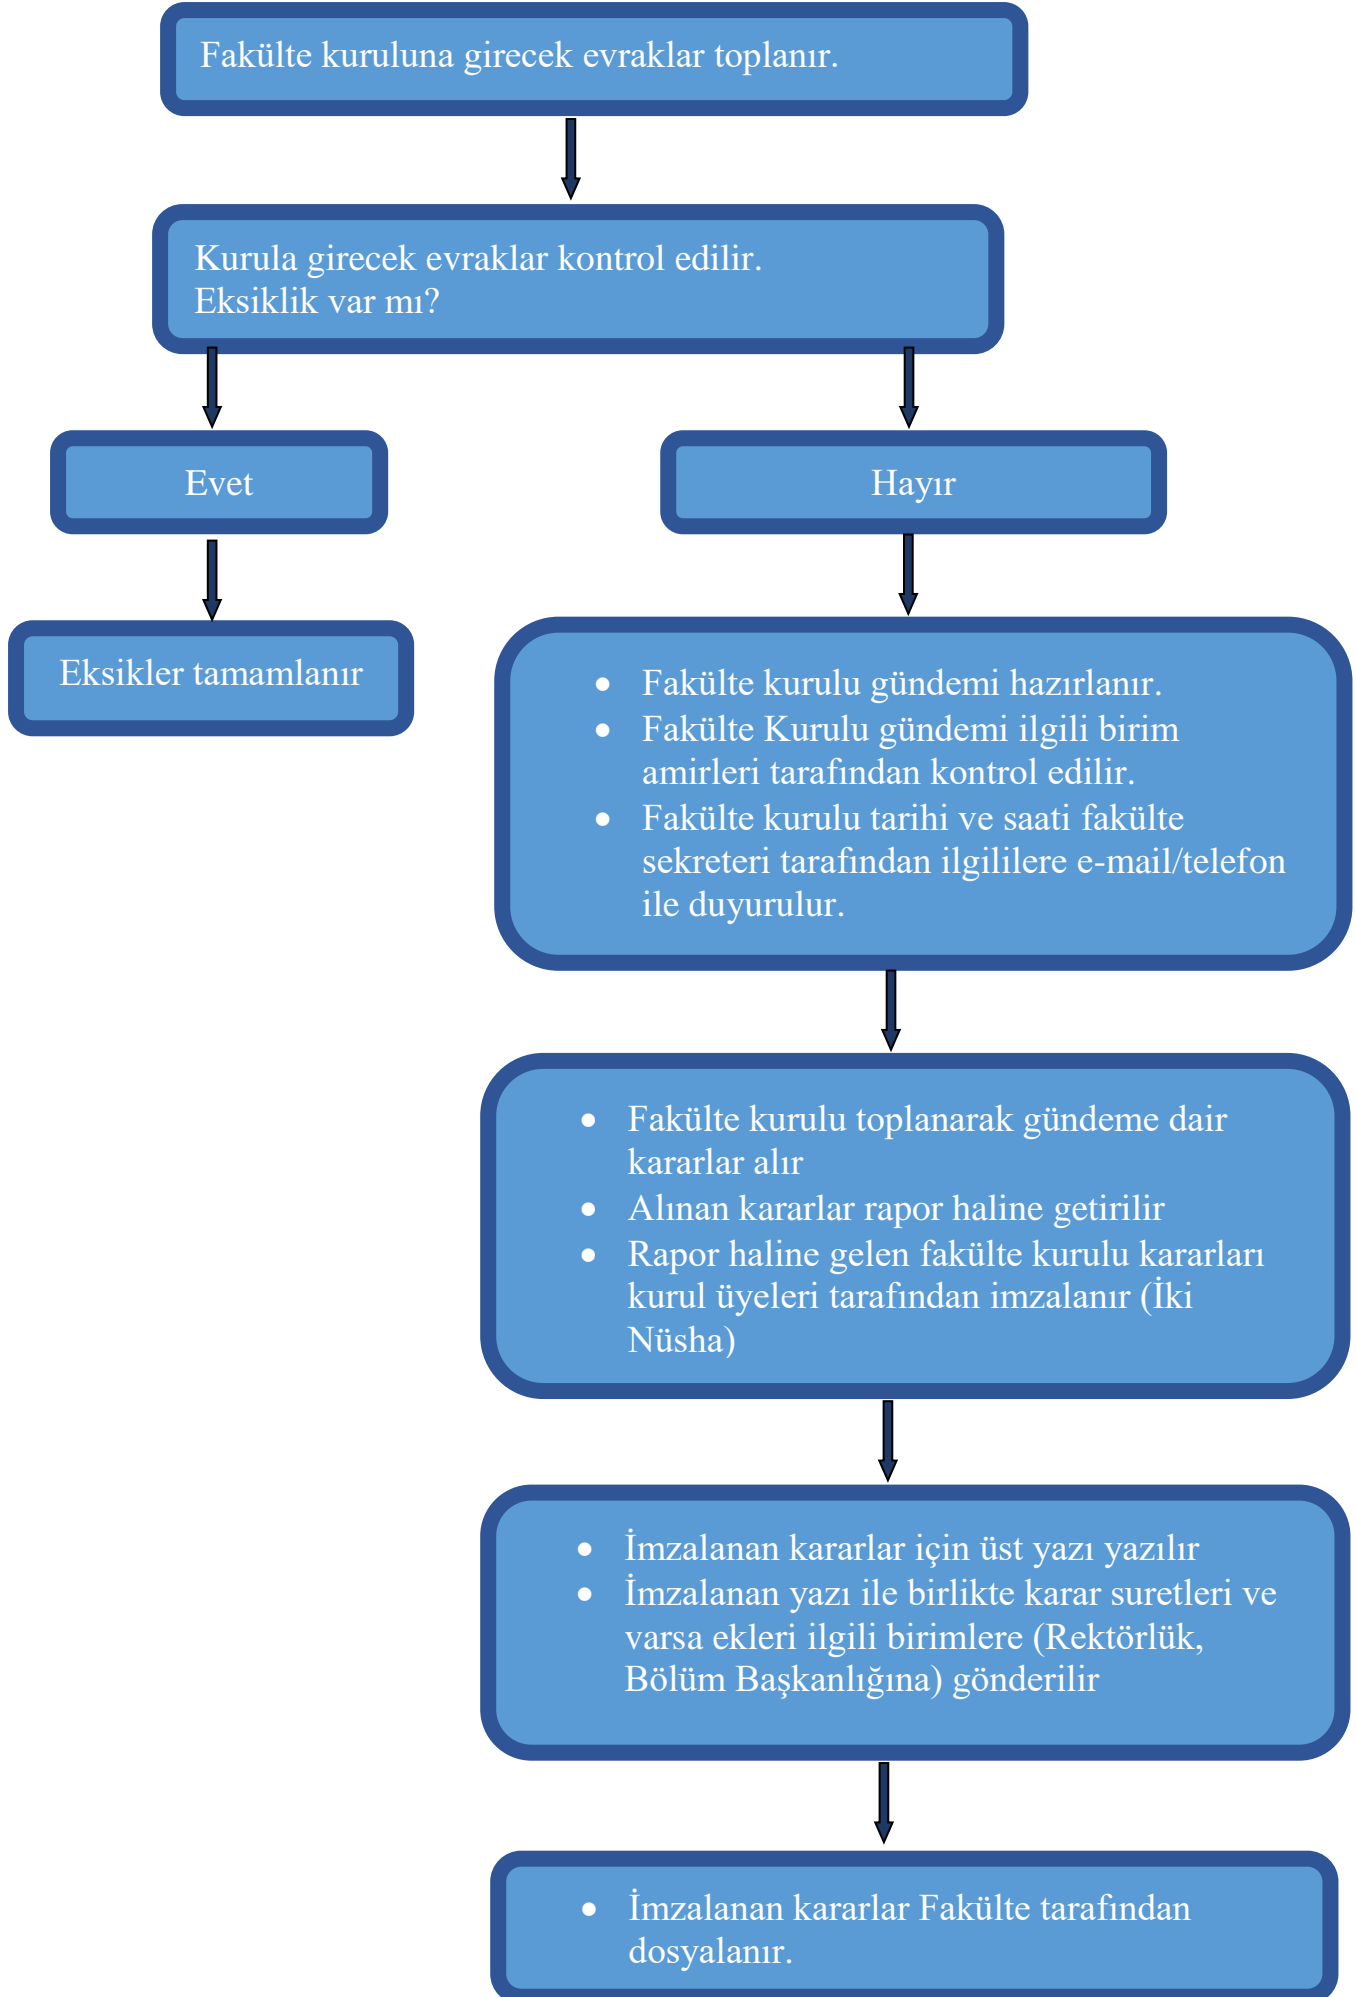 Fakülte kuruluna girecek evraklar toplanır.
Kurula girecek evraklar kontrol edilir.
Eksiklik var mı?
Evet
Hayır
Eksikler tamamlanır
• Fakülte kurulu gündemi hazırlanır.
• Fakülte Kurulu gündemi ilgili birim
amirleri tarafından kontrol edilir.
• Fakülte kurulu tarihi ve saati fakülte
sekreteri tarafından ilgililere e-mail/telefon
ile duyurulur.
• Fakülte kurulu toplanarak gündeme dair
kararlar alır
• Alınan kararlar rapor haline getirilir
• Rapor haline gelen fakülte kurulu kararları
kurul üyeleri tarafından imzalanır (İki
Nüsha)
• İmzalanan kararlar için üst yazı yazılır
• İmzalanan yazı ile birlikte karar suretleri ve
varsa ekleri ilgili birimlere (Rektörlük,
Bölüm Başkanlığına) gönderilir
• İmzalanan kararlar Fakülte tarafından
dosyalanır.